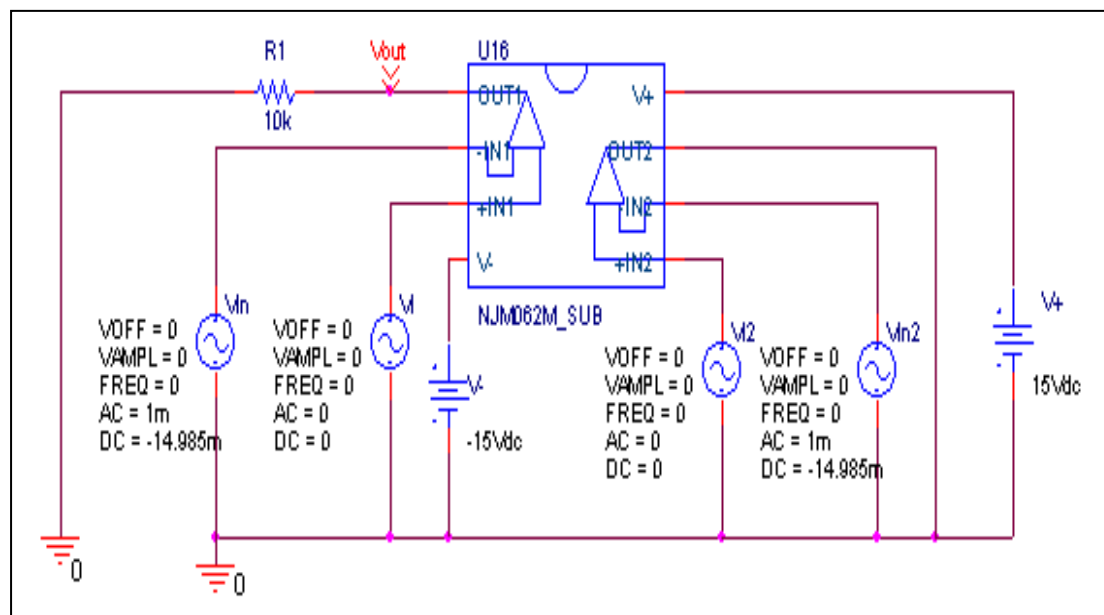 R1
10k
Vout
U16
OUT1
-IN1
+IN1
V-
V+
OUT2
-IN2
+IN2
NJM062M_SUB
Vin
VOFF = 0
VAMPL = 0
FREQ = 0
AC = 1m
DC = -14.985m
VI
VOFF = 0
VAMPL = 0
FREQ = 0
AC = 0
DC = 0
V-
-15Vdc
VI2
VOFF = 0
VAMPL = 0
FREQ = 0
AC = 0
DC = 0
Vin2
VOFF = 0
VAMPL = 0
FREQ = 0
AC = 1m
DC = -14.985m
V+
15Vdc
0
0